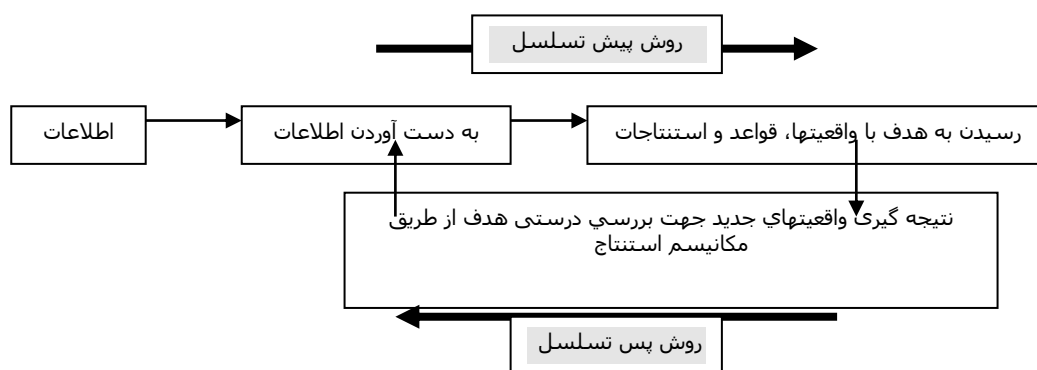 روش پیش تسلسل
اطلاعات
به دست آوردن اطلاعات
رسیدن به هدف با واقعیتها، قواعد و استنتاجات
نتیجه گیری واقعیتهاي جدید جهت بررسي درستی هدف از طریق
مکانیسم استنتاج
روش پس تسلسل